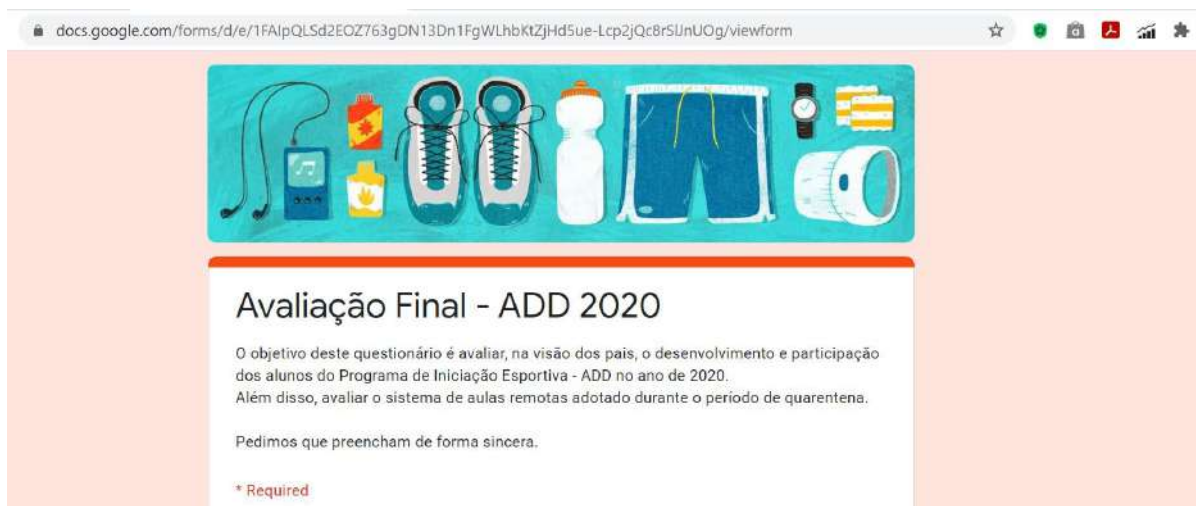 docs.google.com/forms/d/e/1FAIpQLSd2EOZ763gDN13Dn1FgWLhbKtZjHd5ue-Lcp2jQc8rSlJnUOg/viewform
Avaliação Final - ADD 2020
O objetivo deste questionário é avaliar, na visão dos pais, o desenvolvimento e participação
dos alunos do Programa de Iniciação Esportiva - ADD no ano de 2020.
Além disso, avaliar o sistema de aulas remotas adotado durante o período de quarentena.
Pedimos que preencham de forma sincera.
* Required